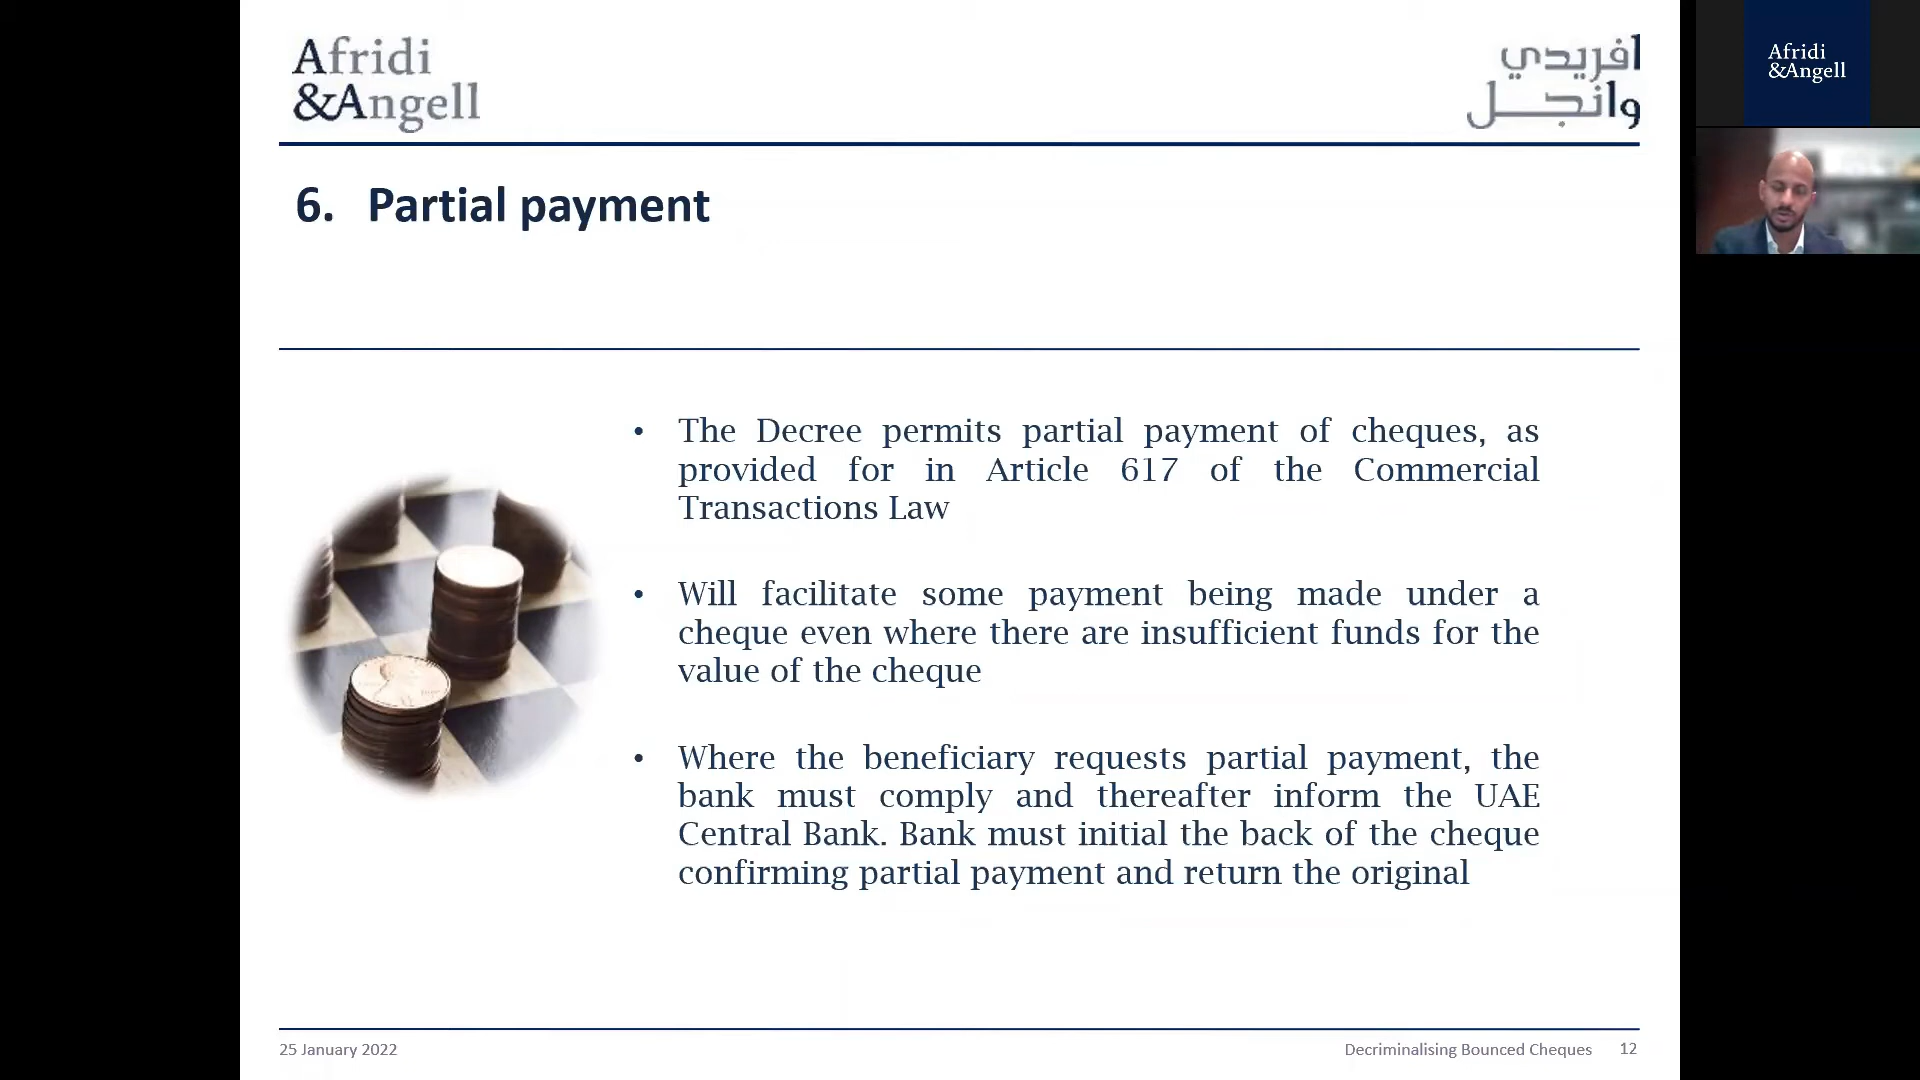 Afridi
&Angell
افريدي
وانجل
Afridi
&Angell
6. Partial payment
• The Decree permits partial payment of cheques, as
provided for in Article 617 of the Commercial
Transactions Law
• Will facilitate some payment being made under a
cheque even where there are insufficient funds for the
value of the cheque
• Where the beneficiary requests partial payment, the
bank must comply and thereafter inform the UAE
Central Bank. Bank must initial the back of the cheque
confirming partial payment and return the original
25 January 2022
Decriminalising Bounced Cheques 12